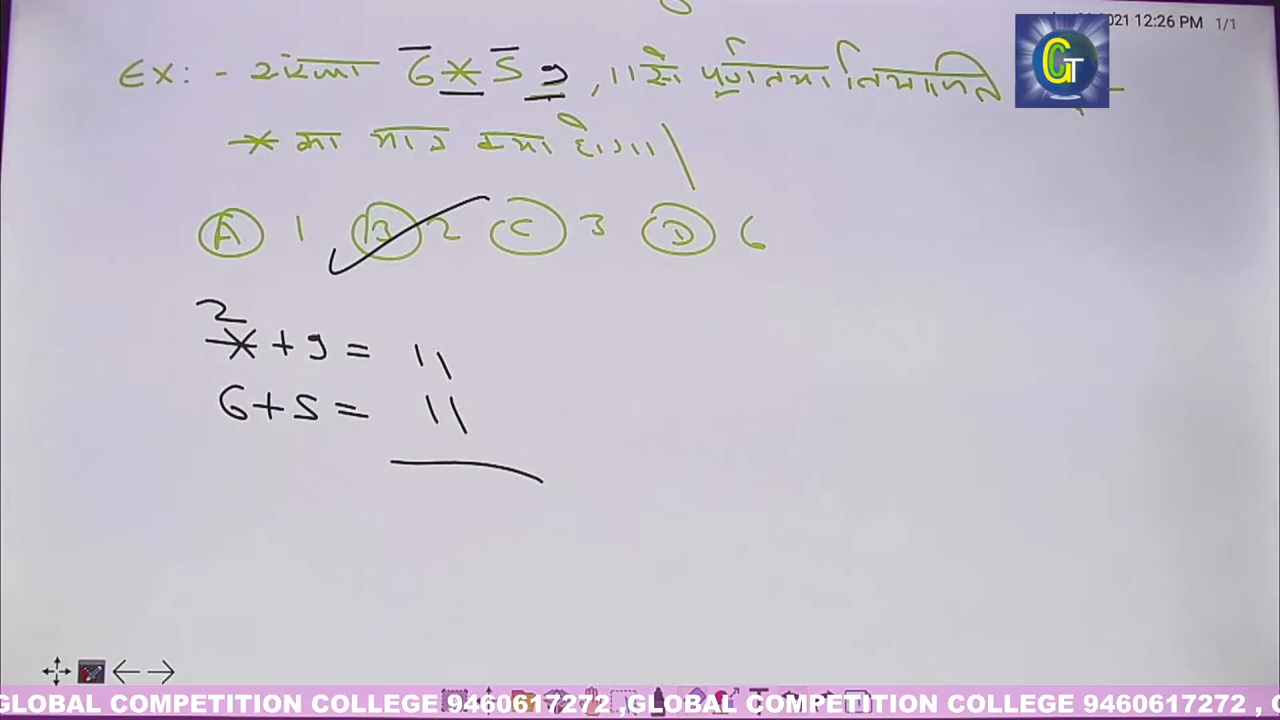 2021 12:26 PM 1/1
GT
Ex:- संख्या 6*59, 11 से पूर्णतया विभाजित
* का मान क्या होगा
A 1 B 2 C 3 D 6
2
* + 9 = 11
6 + 5 = 11
GLOBAL COMPETITION COLLEGE 9460617272 ,GLOBAL COMPETITION COLLEGE 9460617272 ,